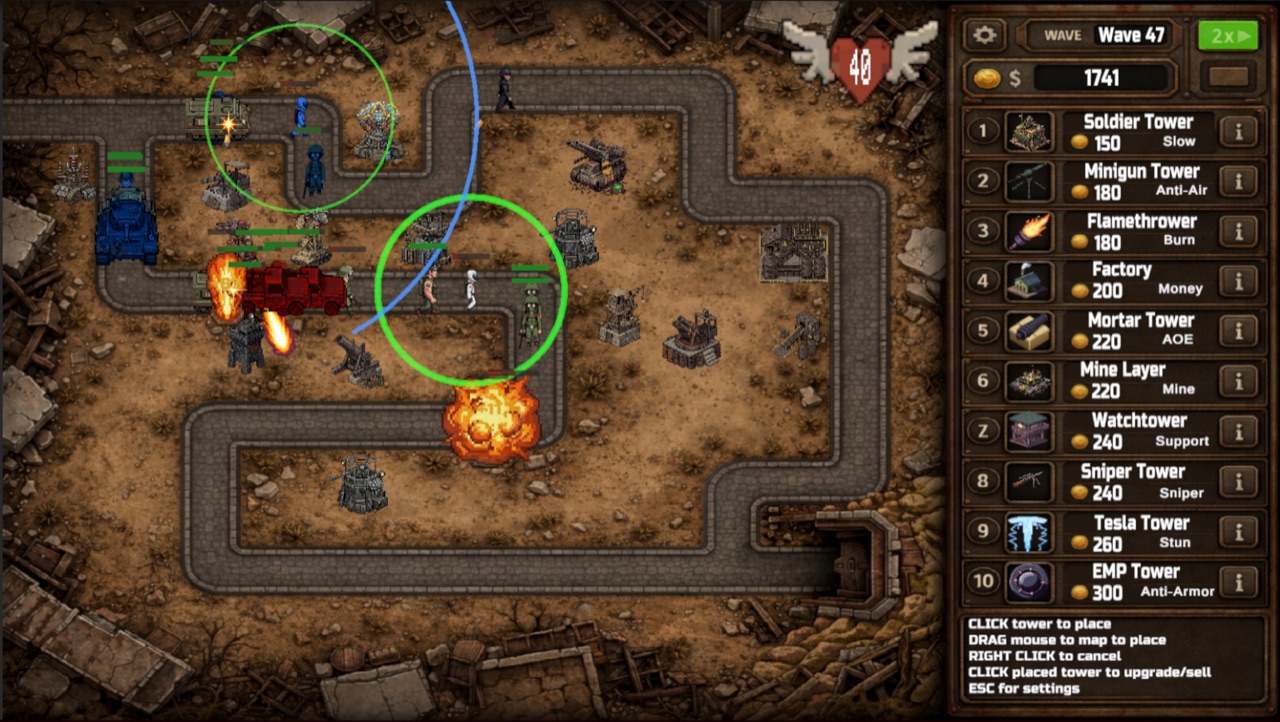 40
WAVE Wave 47
2x
$ 1741
1 Soldier Tower
150 Slow
i
2 Minigun Tower
180 Anti-Air
i
3 Flamethrower
180 Burn
i
4 Factory
200 Money
i
5 Mortar Tower
220 AOE
i
6 Mine Layer
220 Mine
i
7 Watchtower
240 Support
i
8 Sniper Tower
240 Sniper
i
9 Tesla Tower
260 Stun
i
10 EMP Tower
300 Anti-Armor
i
CLICK tower to place
DRAG mouse to map to place
RIGHT CLICK to cancel
CLICK placed tower to upgrade/sell
ESC for settings